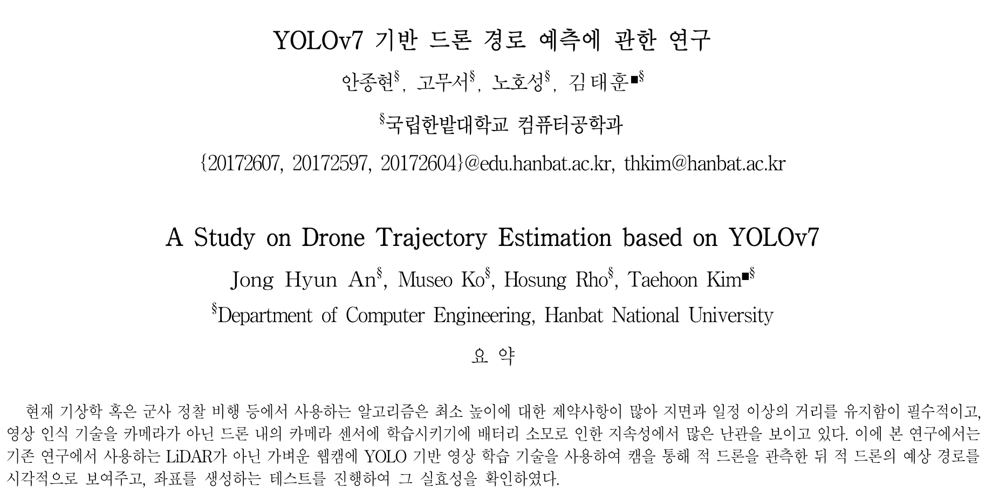 YOLOv7 기반 드론 경로 예측에 관한 연구
안종현§, 고무서§, 노호성§, 김태훈■§
§국립한밭대학교 컴퓨터공학과
{20172607, 20172597, 20172604}@edu.hanbat.ac.kr, thkim@hanbat.ac.kr
A Study on Drone Trajectory Estimation based on YOLOv7
Jong Hyun An§, Museo Ko§, Hosung Rho§, Taehoon Kim■§
§Department of Computer Engineering, Hanbat National University
요 약
현재 기상학 혹은 군사 정찰 비행 등에서 사용하는 알고리즘은 최소 높이에 대한 제약사항이 많아 지면과 일정 이상의 거리를 유지함이 필수적이고,
영상 인식 기술을 카메라가 아닌 드론 내의 카메라 센서에 학습시키기에 배터리 소모로 인한 지속성에서 많은 난관을 보이고 있다. 이에 본 연구에서는
기존 연구에서 사용하는 LiDAR가 아닌 가벼운 웹캠에 YOLO 기반 영상 학습 기술을 사용하여 캠을 통해 적 드론을 관측한 뒤 적 드론의 예상 경로를
시각적으로 보여주고, 좌표를 생성하는 테스트를 진행하여 그 실효성을 확인하였다.